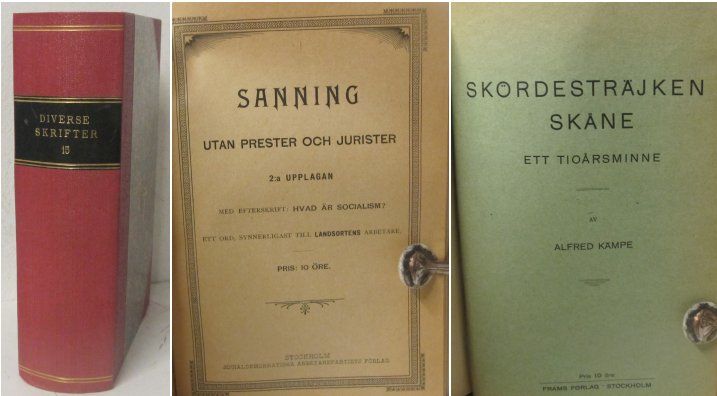 DIVERSE
SKRIFTER
15
SANNING
UTAN PRESTER OCH JURISTER
2:a UPPLAGAN
MED EFTERSKRIFT: HVAD ÄR SOCIALISM?
ETT ORD, SYNNERLIGAST TILL LANDSORTENS ARBETARE.
PRIS: 10 ÖRE.
STOCKHOLM
SOCIALDEMOKRATISKA ARBETAREPARTIETS FÖRLAG
SKÖRDESTRÄJKEN
SKÅNE
ETT TIOÅRSMINNE
AV
ALFRED KÄMPE
Pris 10 öre
FRAMS FÖRLAG - STOCKHOLM